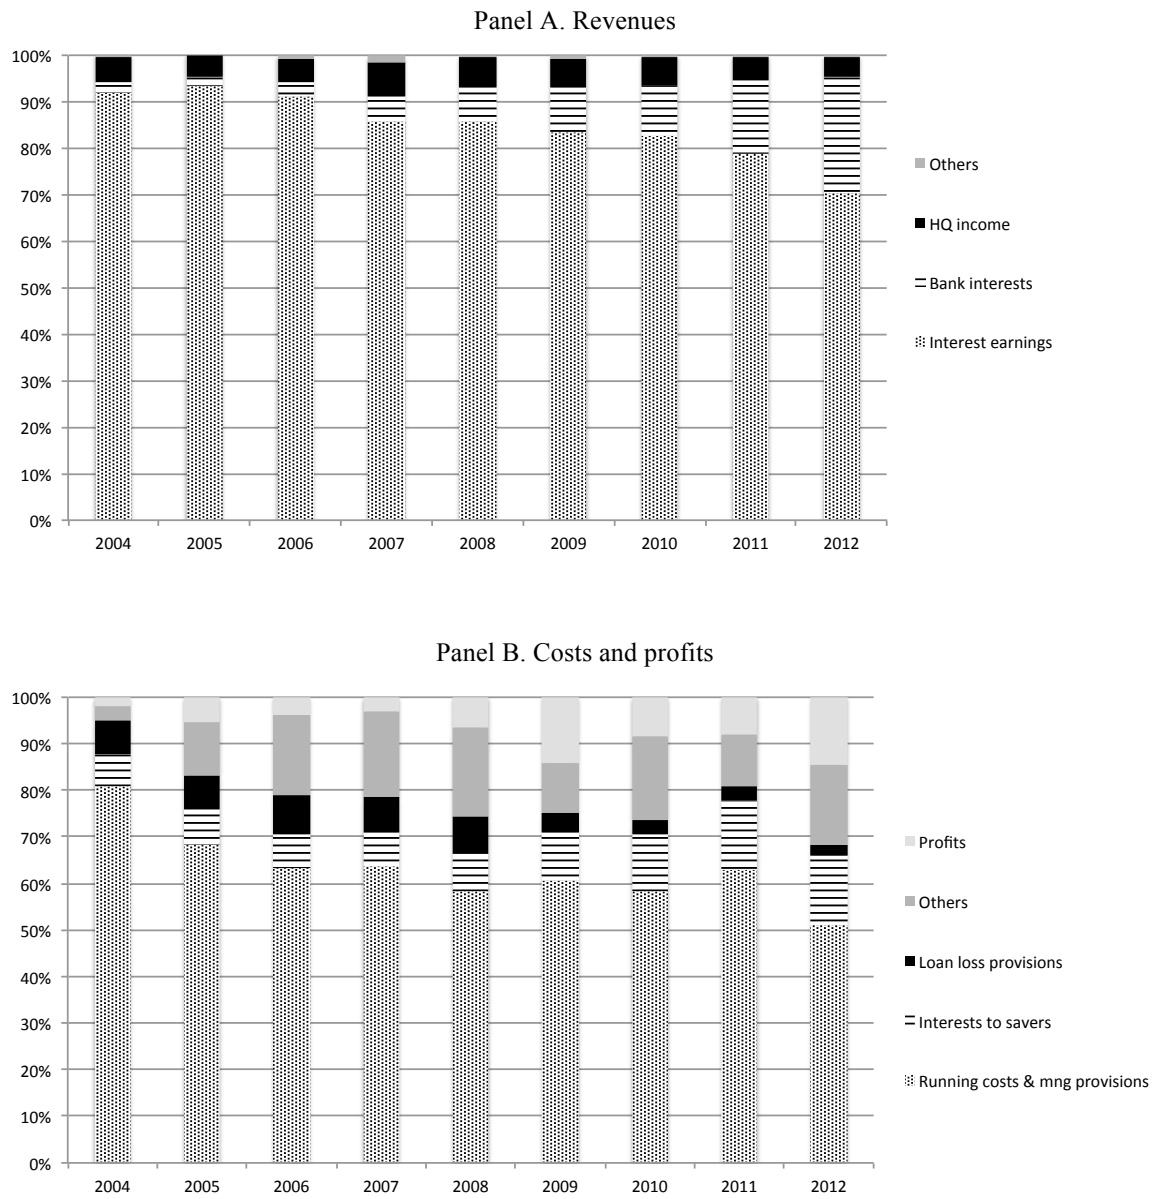 Panel A. Revenues
100%
90%
80%
70%
60%
50%
40%
30%
20%
10%
0%
2004 2005 2006 2007 2008 2009 2010 2011 2012
Others
HQ income
Bank interests
Interest earnings
Panel B. Costs and profits
100%
90%
80%
70%
60%
50%
40%
30%
20%
10%
0%
2004 2005 2006 2007 2008 2009 2010 2011 2012
Profits
Others
Loan loss provisions
Interests to savers
Running costs & mng provisions